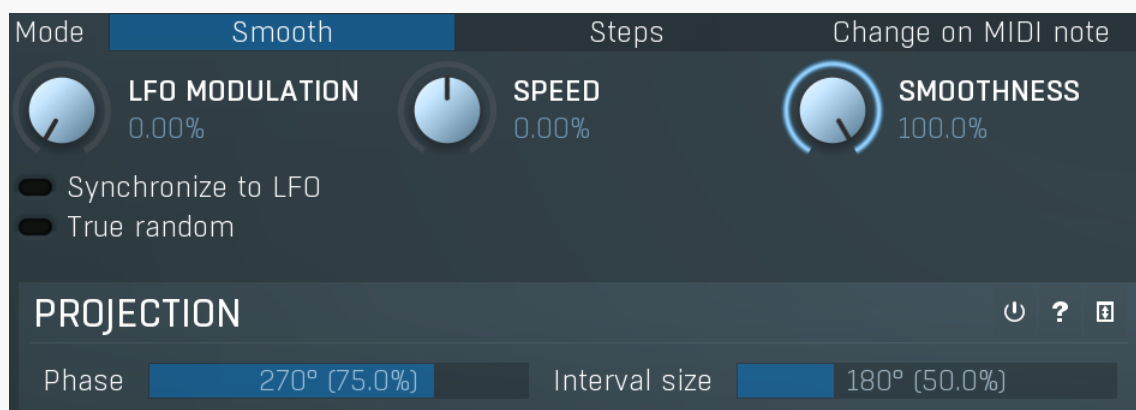 Mode Smooth Steps Change on MIDI note
LFO MODULATION SPEED SMOOTHNESS
0.00% 0.00% 100.0%
Synchronize to LFO
True random
PROJECTION ?
Phase 270° (75.0%) Interval size 180° (50.0%)